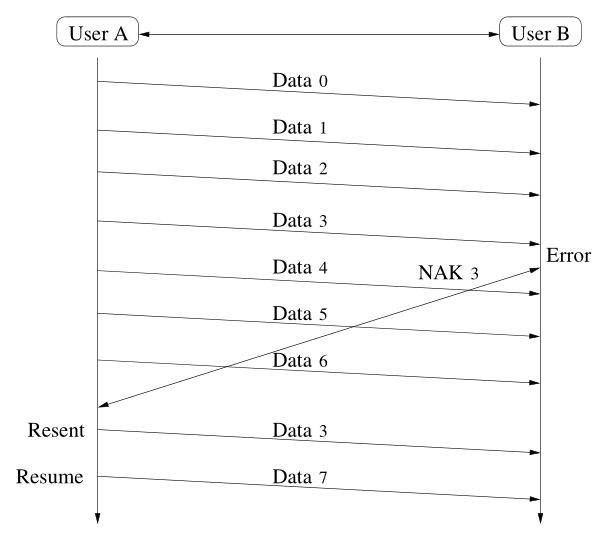 User A
User B
Data 0
Data 1
Data 2
Data 3
Error
Data 4
NAK 3
Data 5
Data 6
Resent
Data 3
Resume
Data 7